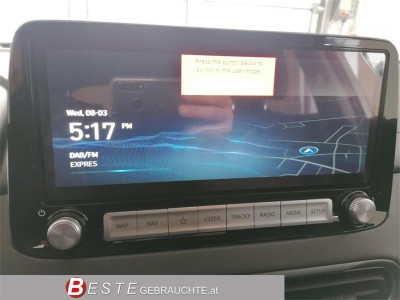 Press the button below to
switch to the user mode.
Wed, 08-03
5:17 PM
DAB/FM
EXPRES
MAP NAV ☆ <SEEK TRACK> RADIO MEDIA SETUP
BESTE GEBRAUCHTE.at